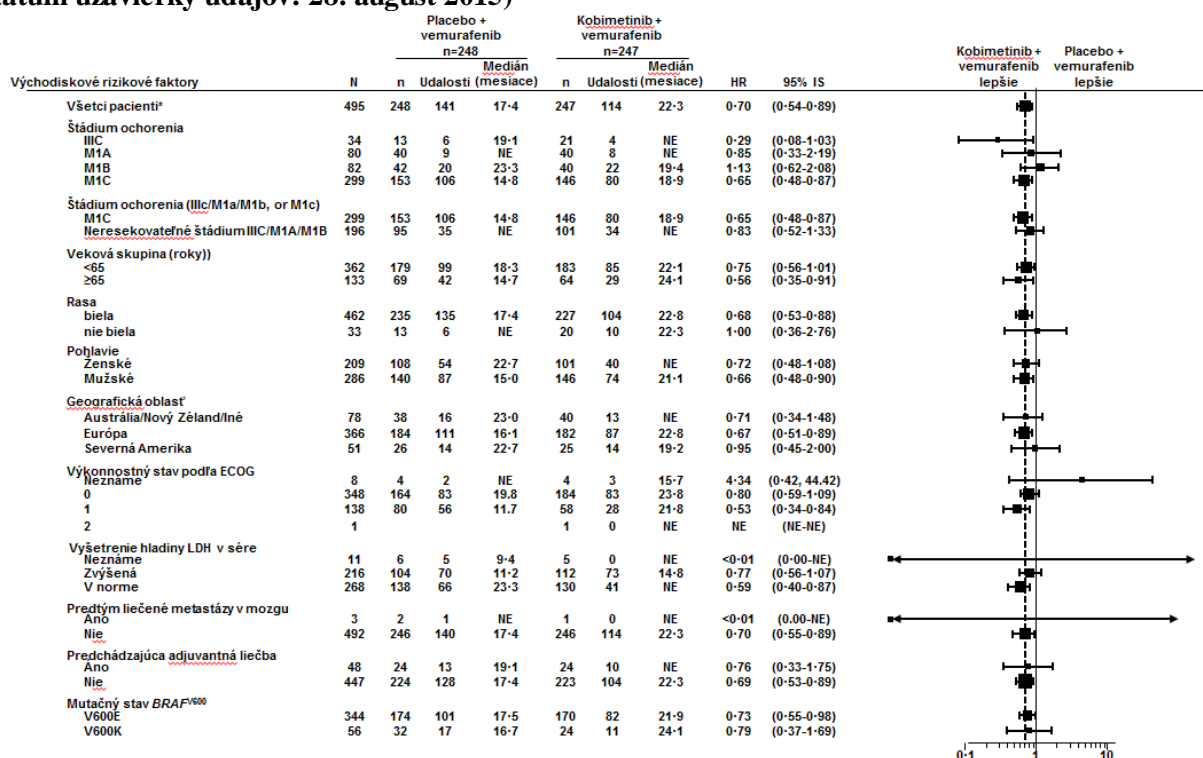 dátum uzávierky údajov: 28. august 2015)
Placebo + vemurafenib n=248 Kobimetinib + vemurafenib n=247
Východiskové rizikové faktory N n Udalosti Medián (mesiace) n Udalosti Medián (mesiace) HR 95% IS Kobimetinib + vemurafenib lepšie Placebo + vemurafenib lepšie
Všetci pacientiª 495 248 141 17·4 247 114 22·3 0·70 (0·54-0·89)
Štádium ochorenia
IIIC 34 13 6 19·1 21 4 NE 0·29 (0·08-1·03)
M1A 80 40 9 NE 40 8 NE 0·85 (0·33-2·19)
M1B 82 42 20 23·3 40 22 19·4 1·13 (0·62-2·08)
M1C 299 153 106 14·8 146 80 18·9 0·65 (0·48-0·87)
Štádium ochorenia (IIIc/M1a/M1b, or M1c)
M1C 299 153 106 14·8 146 80 18·9 0·65 (0·48-0·87)
Neresekovateľné štádium IIIC/M1A/M1B 196 95 35 NE 101 34 NE 0·83 (0·52-1·33)
Veková skupina (roky))
<65 362 179 99 18·3 183 85 22·1 0·75 (0·56-1·01)
≥65 133 69 42 14·7 64 29 24·1 0·56 (0·35-0·91)
Rasa
biela 462 235 135 17·4 227 104 22·8 0·68 (0·53-0·88)
nie biela 33 13 6 NE 20 10 22·3 1·00 (0·36-2·76)
Pohlavie
Ženské 209 108 54 22·7 101 40 NE 0·72 (0·48-1·08)
Mužské 286 140 87 15·0 146 74 21·1 0·66 (0·48-0·90)
Geografická oblasť
Austrália/Nový Zéland/Iné 78 38 16 23·0 40 13 NE 0·71 (0·34-1·48)
Európa 366 184 111 16·1 182 87 22·8 0·67 (0·51-0·89)
Severná Amerika 51 26 14 22·7 25 14 19·2 0·95 (0·45-2·00)
Výkonnostný stav podľa ECOG
Neznáme 8 4 2 NE 4 3 15·7 4·34 (0·42, 44.42)
0 348 164 83 19.8 184 83 23·8 0·80 (0·59-1·09)
1 138 80 56 11.7 58 28 21·8 0·53 (0·34-0·84)
2 1 1 0 NE NE (NE-NE)
Vyšetrenie hladiny LDH v sére
Neznáme 11 6 5 9·4 5 0 NE <0·01 (0·00-NE)
Zvýšená 216 104 70 11·2 112 73 14·8 0·77 (0·56-1·07)
V norme 268 138 66 23·3 130 41 NE 0·59 (0·40-0·87)
Predtým liečené metastázy v mozgu
Áno 3 2 1 NE 1 0 NE <0·01 (0.00-NE)
Nie 492 246 140 17·4 246 114 22·3 0·70 (0·55-0·89)
Predchádzajúca adjuvantná liečba
Áno 48 24 13 19·1 24 10 NE 0·76 (0·33-1·75)
Nie 447 224 128 17·4 223 104 22·3 0·69 (0·53-0·89)
Mutačný stav BRAFV600
V600E 344 174 101 17·5 170 82 21·9 0·73 (0·55-0·98)
V600K 56 32 17 16·7 24 11 24·1 0·79 (0·37-1·69)
0·1 1 10